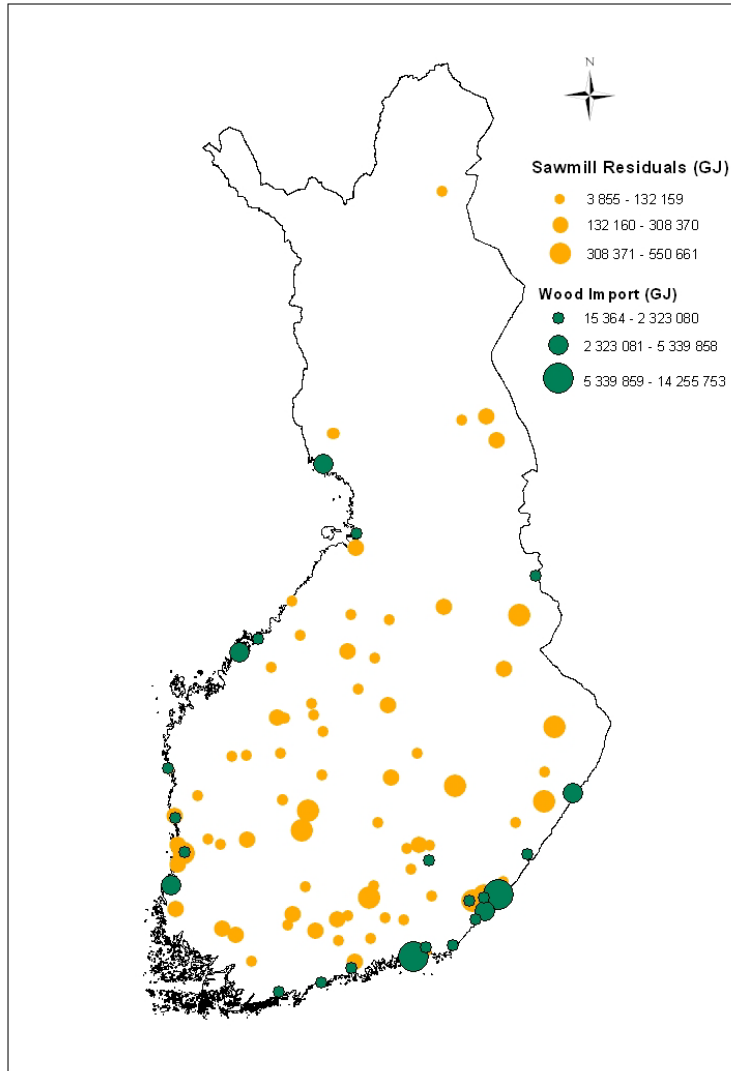 N
Sawmill Residuals (GJ)
3 855 - 132 159
132 160 - 308 370
308 371 - 550 661
Wood Import (GJ)
15 364 - 2 323 080
2 323 081 - 5 339 858
5 339 859 - 14 255 753